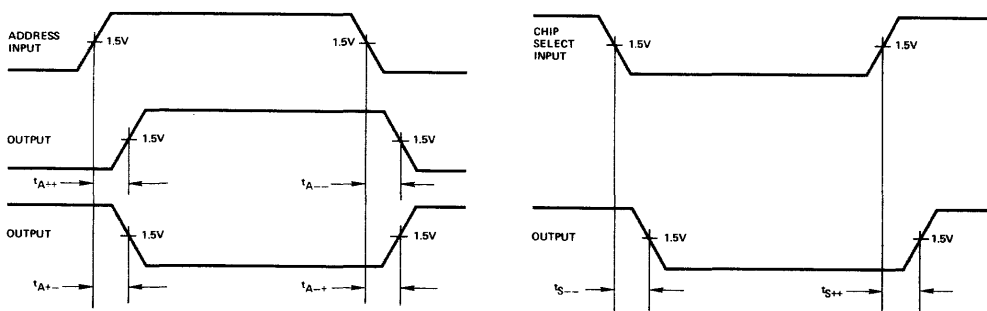 ADDRESS
INPUT
1.5V
1.5V
OUTPUT
1.5V
1.5V
tA++
tA−−
OUTPUT
1.5V
1.5V
tA+−
tA−+
CHIP
SELECT
INPUT
1.5V
1.5V
OUTPUT
1.5V
1.5V
tS−−
tS++